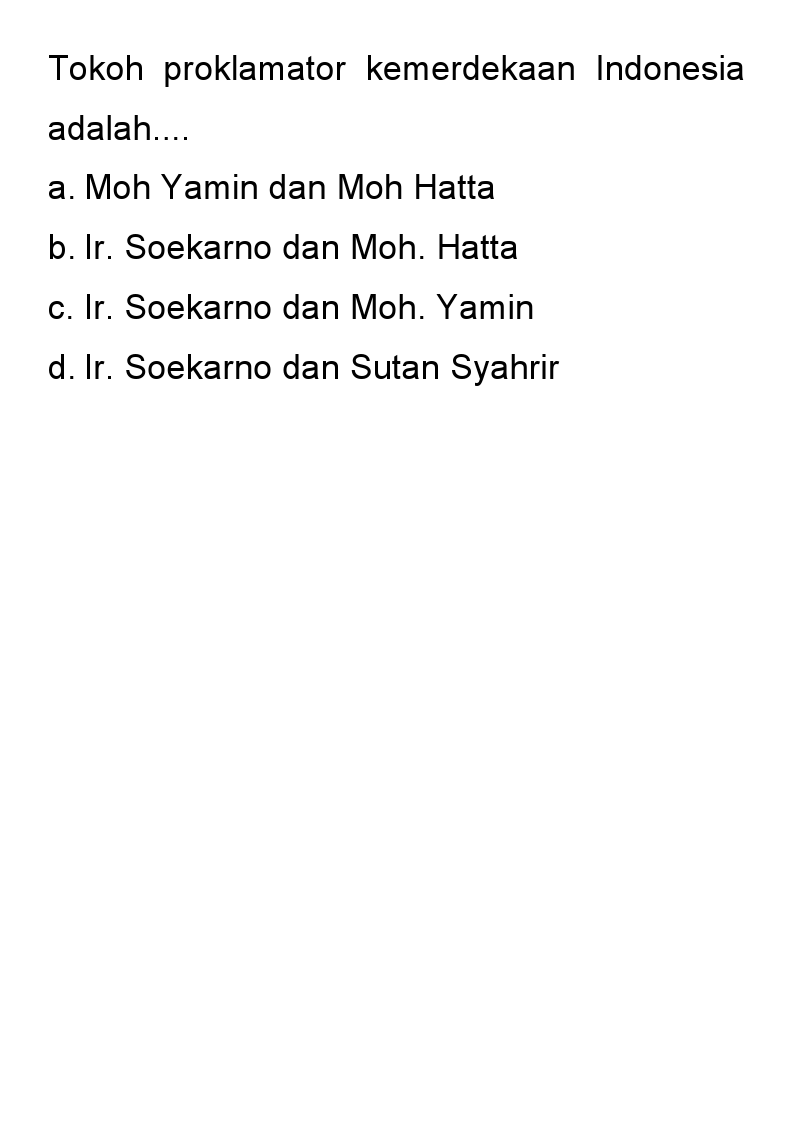 Tokoh proklamator kemerdekaan Indonesia
adalah....
a. Moh Yamin dan Moh Hatta
b. Ir. Soekarno dan Moh. Hatta
c. Ir. Soekarno dan Moh. Yamin
d. Ir. Soekarno dan Sutan Syahrir